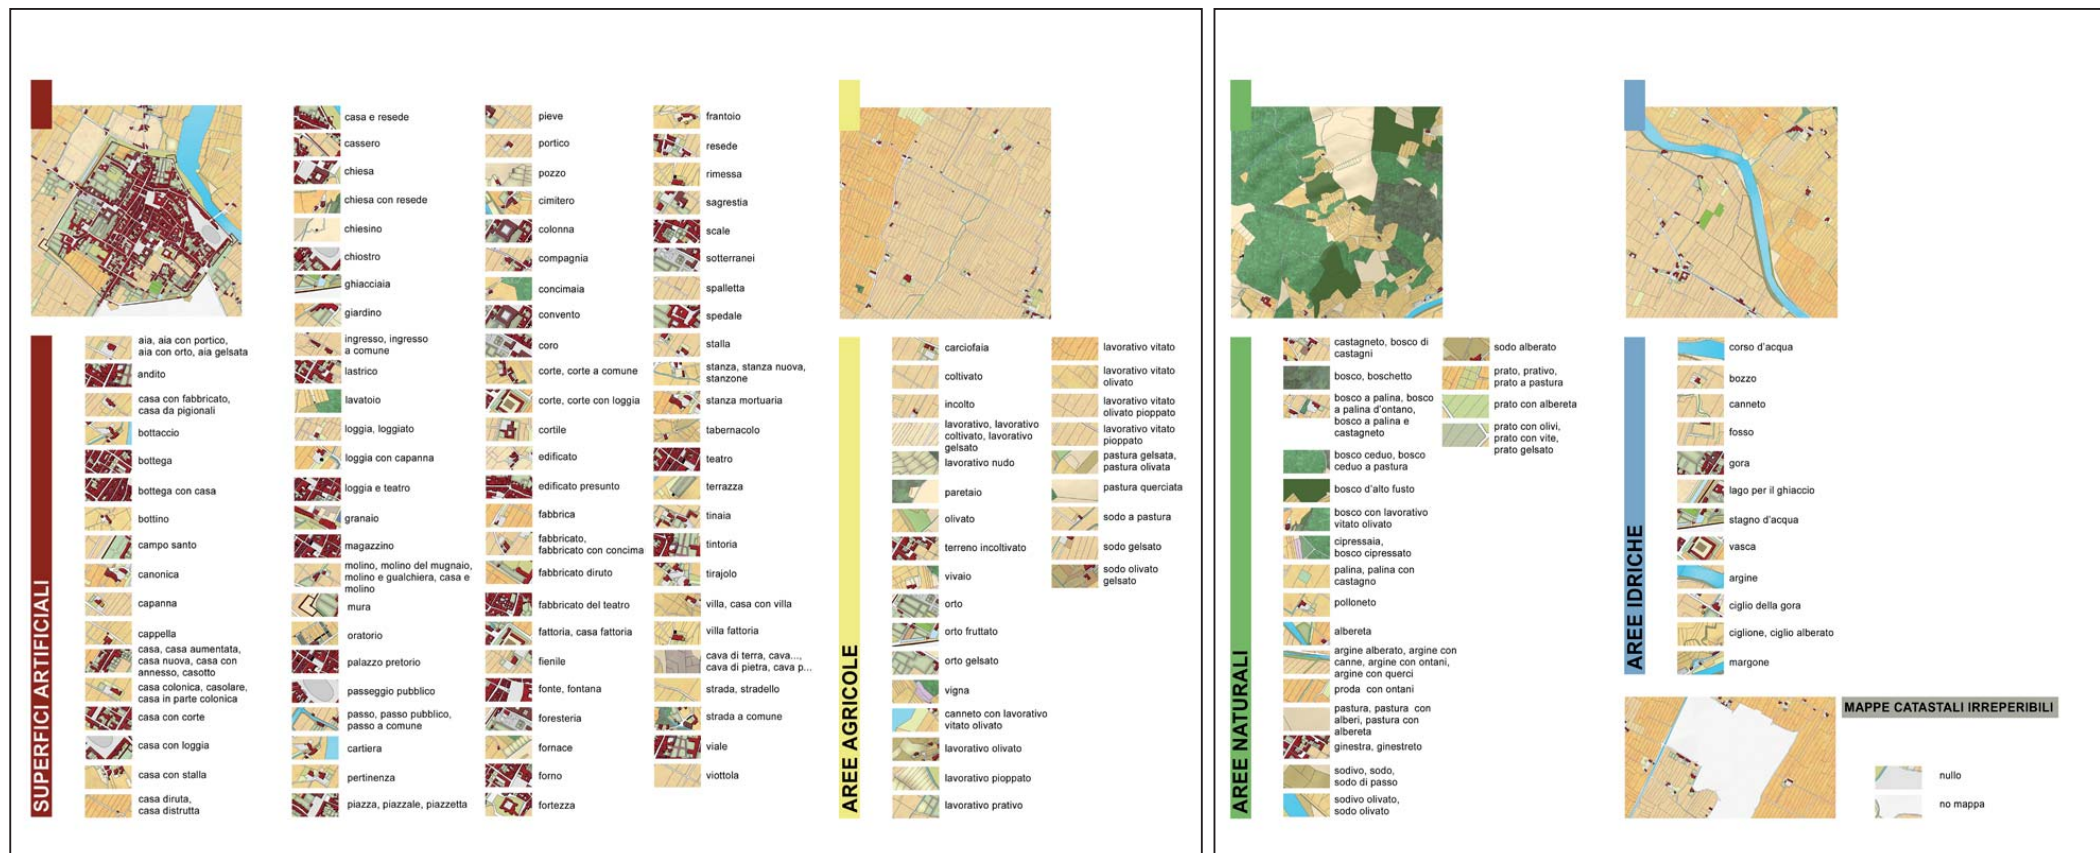 SUPERFICI ARTIFICIALI
aia, aia con portico,
aia con orto, aia gelsata
andito
casa con fabbricato,
casa da pigionali
bottaccio
bottega
bottega con casa
bottino
campo santo
canonica
capanna
cappella
casa, casa aumentata,
casa nuova, casa con
annesso, casotto
casa colonica, casolare,
casa in parte colonica
casa con corte
casa con loggia
casa con stalla
casa diruta,
casa distrutta
casa e resede
cassero
chiesa
chiesa con resede
chiesino
chiostro
ghiacciaia
giardino
ingresso, ingresso
a comune
lastrico
lavatoio
loggia, loggiato
loggia con capanna
loggia e teatro
granaio
magazzino
molino, molino del mugnaio,
molino e gualchiera, casa e
molino
mura
oratorio
palazzo pretorio
passeggio pubblico
passo, passo pubblico,
passo a comune
cartiera
pertinenza
piazza, piazzale, piazzetta
pieve
portico
pozzo
cimitero
colonna
compagnia
concimaia
convento
coro
corte, corte a comune
corte, corte con loggia
cortile
edificato
edificato presunto
fabbrica
fabbricato,
fabbricato con concima
fabbricato diruto
fabbricato del teatro
fattoria, casa fattoria
fienile
fonte, fontana
foresteria
fornace
forno
fortezza
frantoio
resede
rimessa
sagrestia
scale
sotterranei
spalletta
spedale
stalla
stanza, stanza nuova,
stanzone
stanza mortuaria
tabernacolo
teatro
terrazza
tinaia
tintoria
tirajolo
villa, casa con villa
villa fattoria
cava di terra, cava...,
cava di pietra, cava p...
strada, stradello
strada a comune
viale
viottola
AREE AGRICOLE
carciofaia
coltivato
incolto
lavorativo, lavorativo
coltivato, lavorativo
gelsato
lavorativo nudo
paretaio
olivato
terreno incoltivato
vivaio
orto
orto fruttato
orto gelsato
vigna
canneto con lavorativo
vitato olivato
lavorativo olivato
lavorativo pioppato
lavorativo prativo
lavorativo vitato
lavorativo vitato
olivato
lavorativo vitato
olivato pioppato
lavorativo vitato
pioppato
pastura gelsata,
pastura olivata
pastura querciata
sodo a pastura
sodo gelsato
sodo olivato
gelsato
AREE NATURALI
castagneto, bosco di
castagni
bosco, boschetto
bosco a palina, bosco
a palina d'ontano,
bosco a palina e
castagneto
bosco ceduo, bosco
ceduo a pastura
bosco d'alto fusto
bosco con lavorativo
vitato olivato
cipressaia,
bosco cipressato
palina, palina con
castagno
polloneto
albereta
argine alberato, argine con
canne, argine con ontani,
argine con querci
proda con ontani
pastura, pastura con
alberi, pastura con
albereta
ginestra, ginestreto
sodivo, sodo,
sodo di passo
sodivo olivato,
sodo olivato
sodo alberato
prato, prativo,
prato a pastura
prato con albereta
prato con olivi,
prato con vite,
prato gelsato
AREE IDRICHE
corso d'acqua
bozzo
canneto
fosso
gora
lago per il ghiaccio
stagno d'acqua
vasca
argine
ciglio della gora
ciglione, ciglio alberato
margone
MAPPE CATASTALI IRREPERIBILI
nullo
no mappa